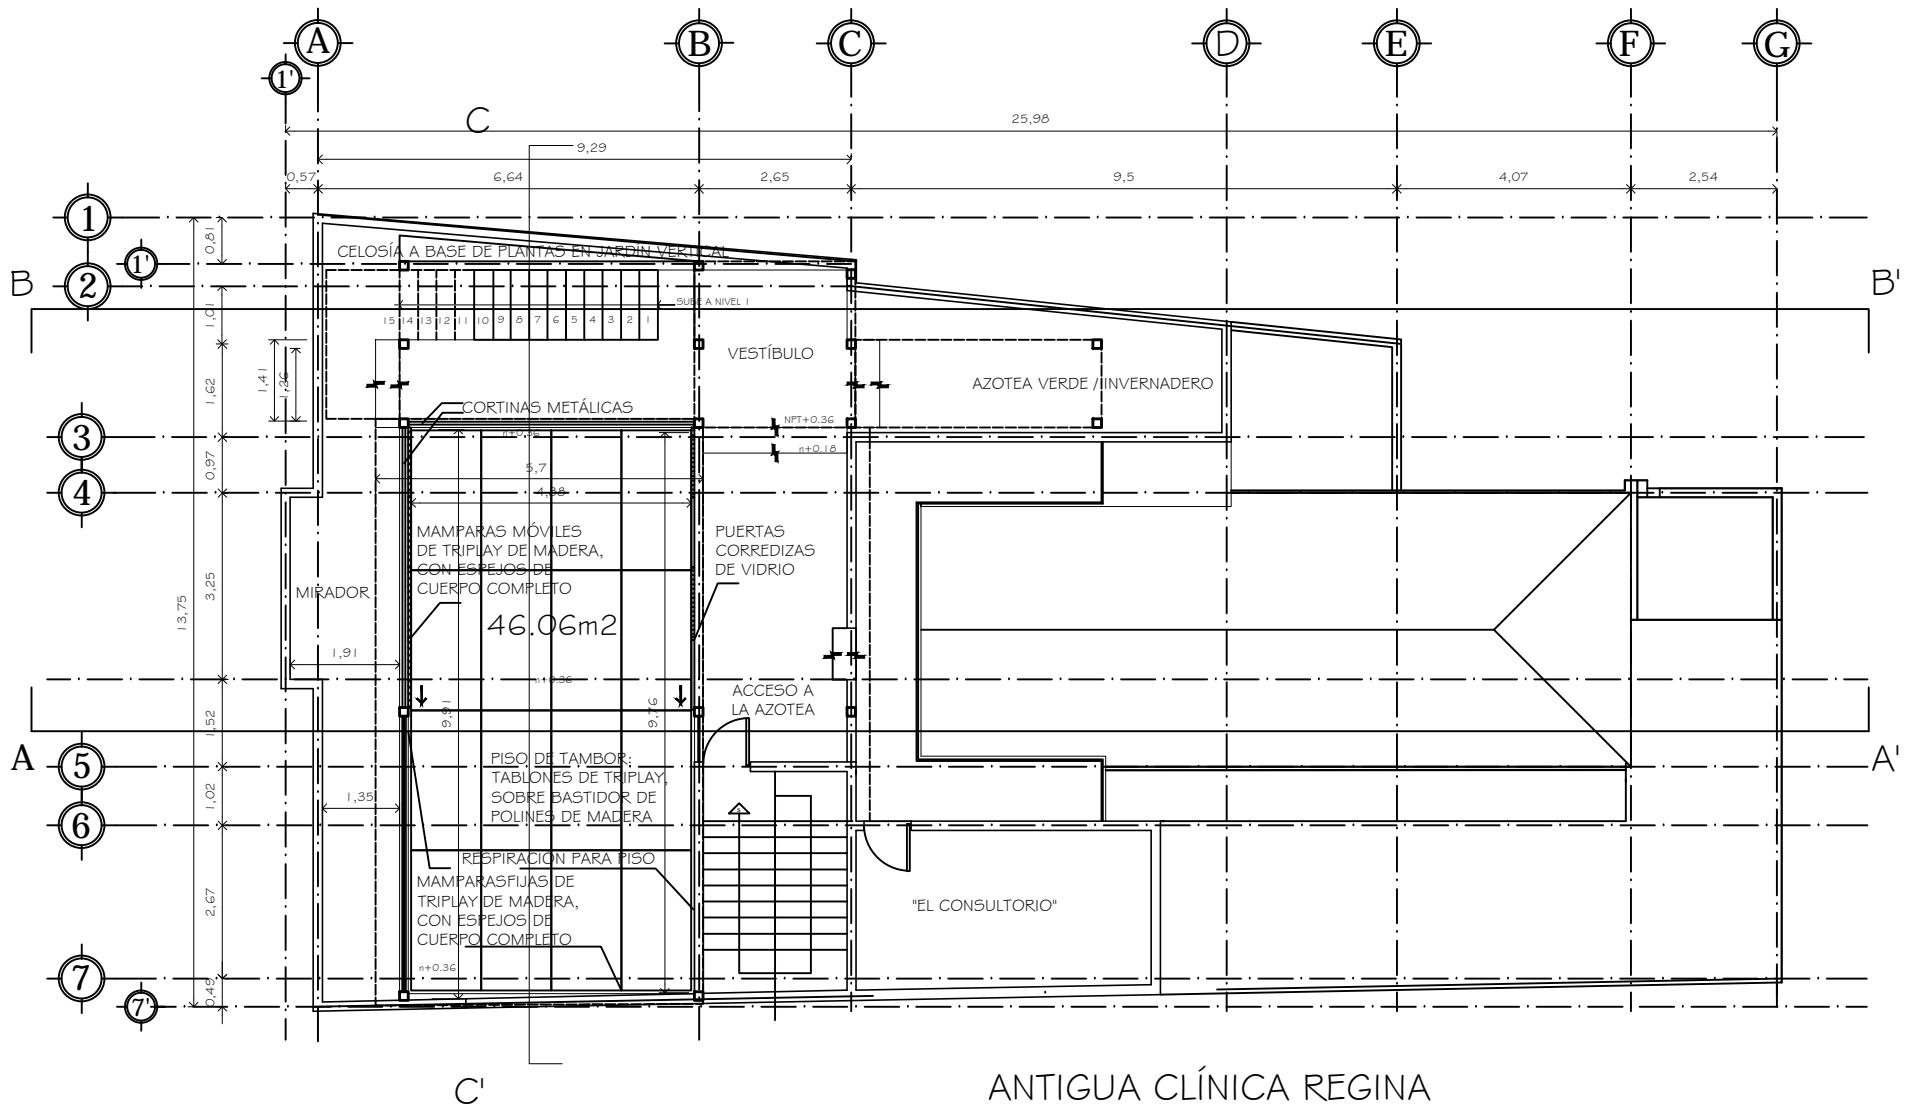 A
B
C
D
E
F
G
1'
C
25,98
9,29
0,57
6,64
2,65
9,5
4,07
2,54
1
0,81
CELOSÍA A BASE DE PLANTAS EN JARDÍN VERTICAL
1'
B
2
B'
1,01
SUBE A NIVEL 1
15 14 13 12 11 10 9 8 7 6 5 4 3 2 1
VESTÍBULO
1,41
1,26
1,62
AZOTEA VERDE / INVERNADERO
CORTINAS METÁLICAS
NPT+0.36
3
n+0.36
n+0.18
0,97
5,7
4
4,88
MAMPARAS MÓVILES
DE TRIPLAY DE MADERA,
CON ESPEJOS DE
CUERPO COMPLETO
PUERTAS
CORREDIZAS
DE VIDRIO
3,25
13,75
MIRADOR
46.06m2
1,91
n+0.36
ACCESO A
LA AZOTEA
9,91
9,76
1,52
A
5
A'
PISO DE TAMBOR:
TABLONES DE TRIPLAY,
SOBRE BASTIDOR DE
POLINES DE MADERA
1,35
1,02
6
RESPIRACIÓN PARA PISO
MAMPARASFIJAS DE
TRIPLAY DE MADERA,
CON ESPEJOS DE
CUERPO COMPLETO
2,67
"EL CONSULTORIO"
n+0.36
7
0,49
7'
C'
ANTIGUA CLÍNICA REGINA